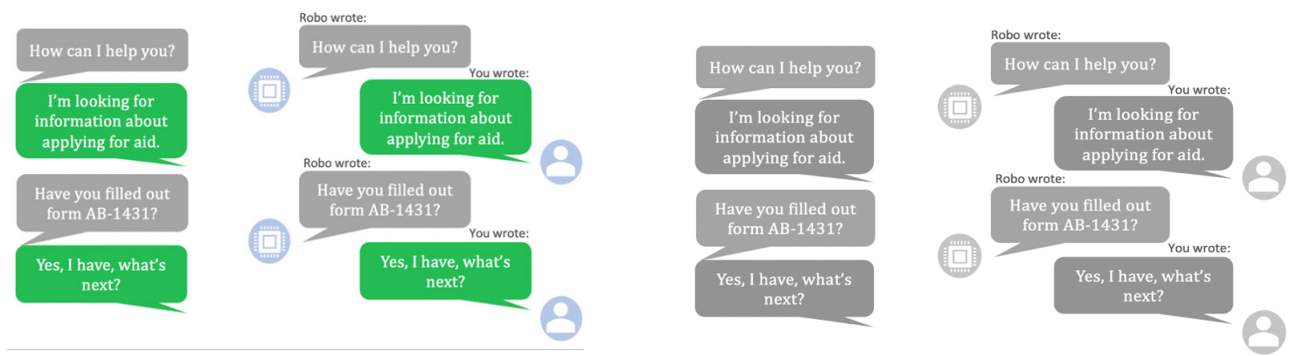 How can I help you?
I'm looking for
information about
applying for aid.
Have you filled out
form AB-1431?
Yes, I have, what's
next?
Robo wrote:
How can I help you?
You wrote:
I'm looking for
information about
applying for aid.
Robo wrote:
Have you filled out
form AB-1431?
You wrote:
Yes, I have, what's
next?
How can I help you?
I'm looking for
information about
applying for aid.
Have you filled out
form AB-1431?
Yes, I have, what's
next?
Robo wrote:
How can I help you?
You wrote:
I'm looking for
information about
applying for aid.
Robo wrote:
Have you filled out
form AB-1431?
You wrote:
Yes, I have, what's
next?